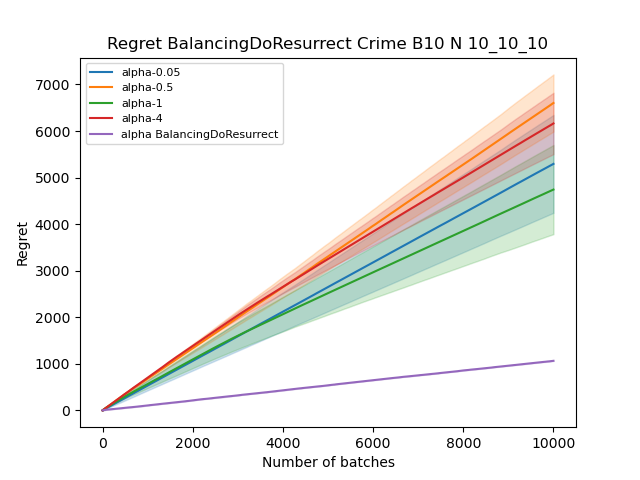 Regret BalancingDoResurrect Crime B10 N 10_10_10
alpha-0.05
alpha-0.5
alpha-1
alpha-4
alpha BalancingDoResurrect
7000
6000
5000
4000
3000
2000
1000
0
Regret
0 2000 4000 6000 8000 10000
Number of batches